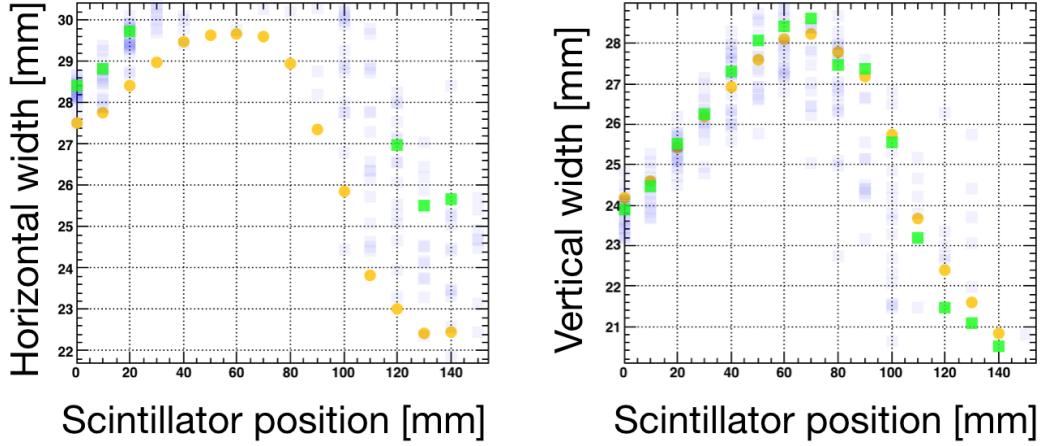 Horizontal width [mm]
30
29
28
27
26
25
24
23
22
0 20 40 60 80 100 120 140
Scintillator position [mm]
Vertical width [mm]
28
27
26
25
24
23
22
21
0 20 40 60 80 100 120 140
Scintillator position [mm]